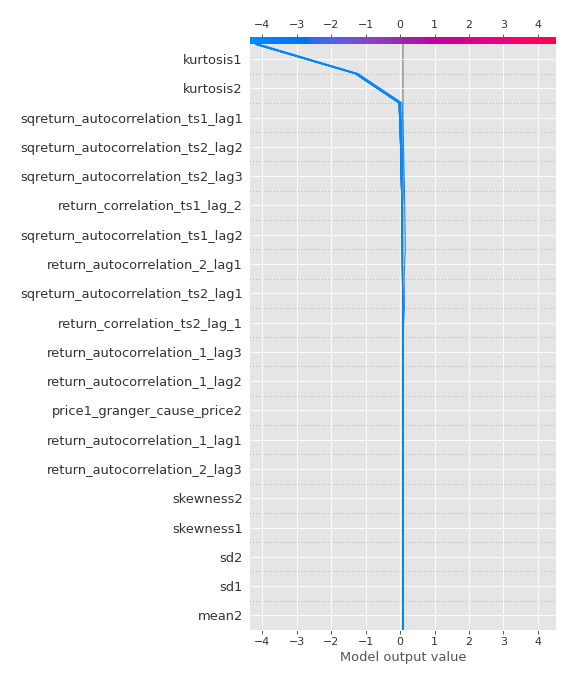 −4 −3 −2 −1 0 1 2 3 4
kurtosis1
kurtosis2
sqreturn_autocorrelation_ts1_lag1
sqreturn_autocorrelation_ts2_lag2
sqreturn_autocorrelation_ts2_lag3
return_correlation_ts1_lag_2
sqreturn_autocorrelation_ts1_lag2
return_autocorrelation_2_lag1
sqreturn_autocorrelation_ts2_lag1
return_correlation_ts2_lag_1
return_autocorrelation_1_lag3
return_autocorrelation_1_lag2
price1_granger_cause_price2
return_autocorrelation_1_lag1
return_autocorrelation_2_lag3
skewness2
skewness1
sd2
sd1
mean2
−4 −3 −2 −1 0 1 2 3 4
Model output value